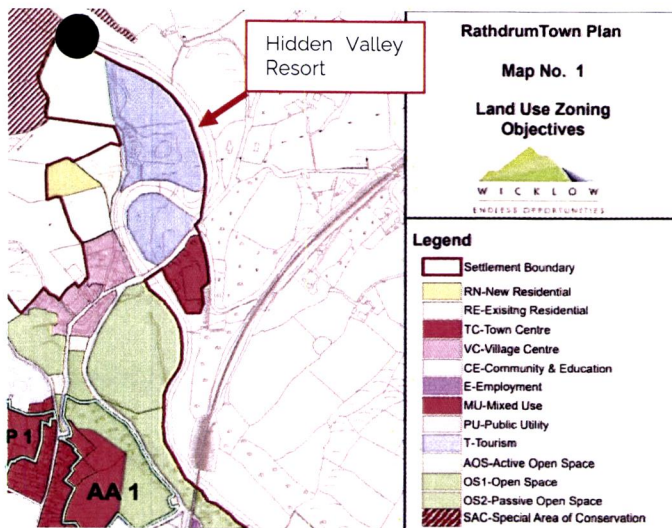 Hidden Valley
Resort
P 1
AA 1
RathdrumTown Plan
Map No. 1
Land Use Zoning
Objectives
WICKLOW
ENDLESS OPPORTUNITIES
Legend
Settlement Boundary
RN-New Residential
RE-Exisitng Residential
TC-Town Centre
VC-Village Centre
CE-Community & Education
E-Employment
MU-Mixed Use
PU-Public Utility
T-Tourism
AOS-Active Open Space
OS1-Open Space
OS2-Passive Open Space
SAC-Special Area of Conservation